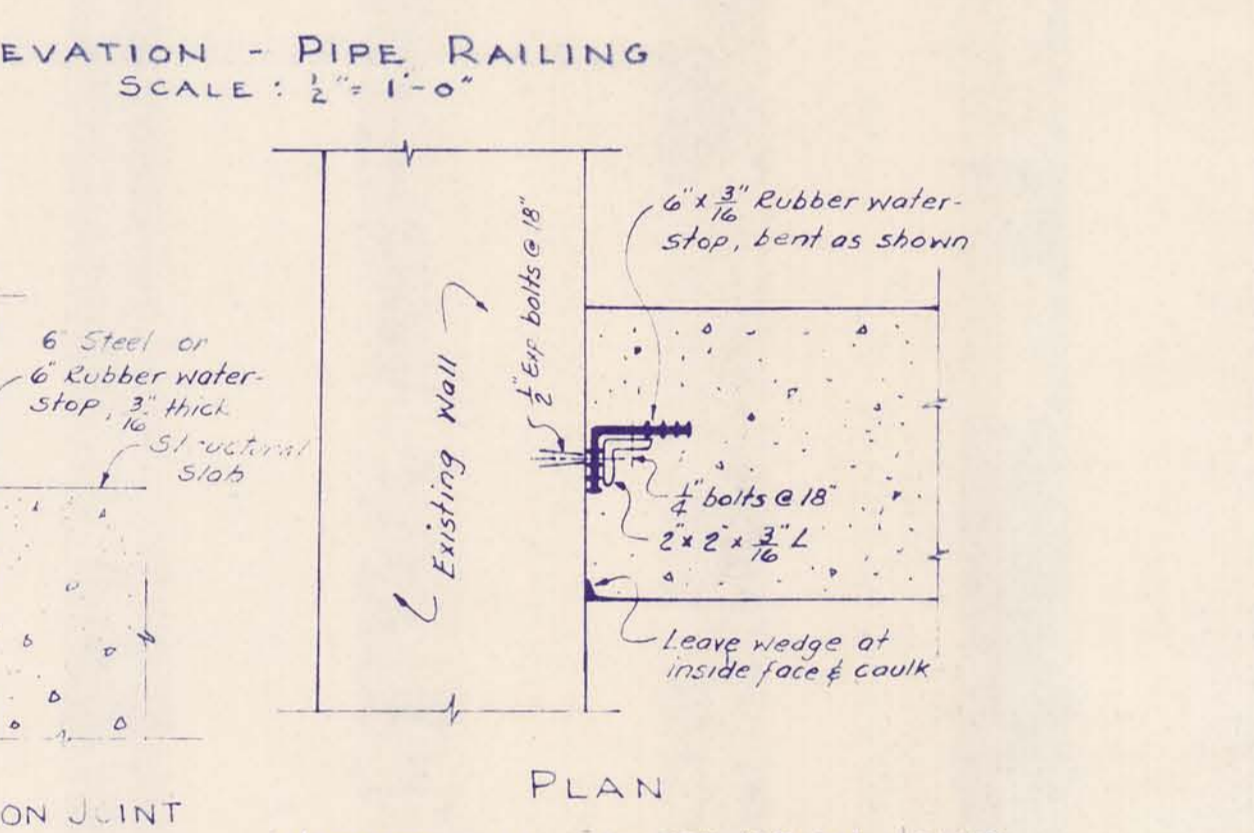 EVATION - PIPE RAILING
SCALE : 1/2" = 1'-0"
6" x 3/16" Rubber water-
stop, bent as shown
1/2" Exp bolts @ 18"
Existing Wall
6" Steel or
6" Rubber water-
stop, 3/16" thick
Structural
Slab
1/4" bolts @ 18"
2" x 2" x 3/16" L
Leave wedge at
inside face & caulk
PLAN
ON JOINT